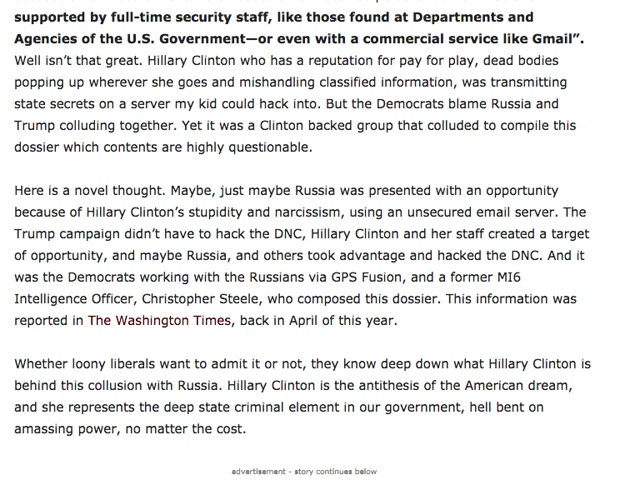 supported by full-time security staff, like those found at Departments and
Agencies of the U.S. Government—or even with a commercial service like Gmail”.
Well isn’t that great. Hillary Clinton who has a reputation for pay for play, dead bodies
popping up wherever she goes and mishandling classified information, was transmitting
state secrets on a server my kid could hack into. But the Democrats blame Russia and
Trump colluding together. Yet it was a Clinton backed group that colluded to compile this
dossier which contents are highly questionable.
Here is a novel thought. Maybe, just maybe Russia was presented with an opportunity
because of Hillary Clinton’s stupidity and narcissism, using an unsecured email server. The
Trump campaign didn’t have to hack the DNC, Hillary Clinton and her staff created a target
of opportunity, and maybe Russia, and others took advantage and hacked the DNC. And it
was the Democrats working with the Russians via GPS Fusion, and a former MI6
Intelligence Officer, Christopher Steele, who composed this dossier. This information was
reported in The Washington Times, back in April of this year.
Whether loony liberals want to admit it or not, they know deep down what Hillary Clinton is
behind this collusion with Russia. Hillary Clinton is the antithesis of the American dream,
and she represents the deep state criminal element in our government, hell bent on
amassing power, no matter the cost.
advertisement - story continues below